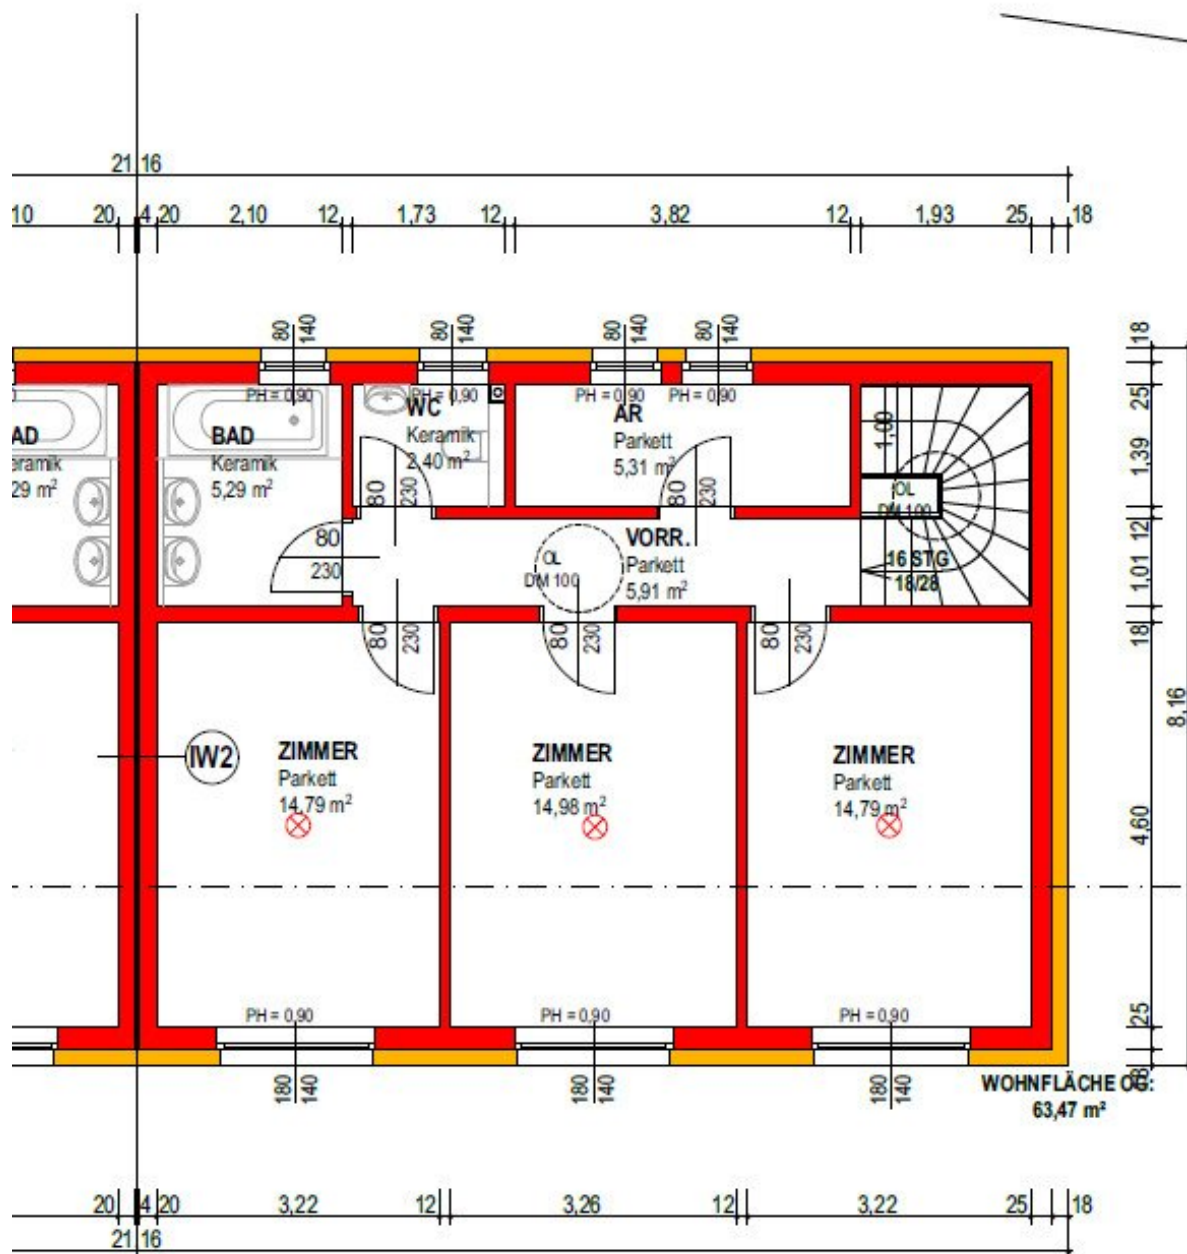 21 16
10 20 4 20 2,10 12 1,73 12 3,82 12 1,93 25 18
80 140 80 140 80 140 80 140
18
PH = 0,90 PH = 0,90 PH = 0,90 PH = 0,90
25
AD BAD WC AR
eramik Keramik Keramik Parkett 1,00
29 m² 5,29 m² 2,40 m² 5,31 m²
1,39
80 230 80 230
OL
DM 100
12
80 VORR.
230 OL Parkett 16 STG
DM 100 5,91 m² 18/28
1,01
80 230 80 230 80 230
18
8,16
IW2 ZIMMER ZIMMER ZIMMER
Parkett Parkett Parkett
14,79 m² 14,98 m² 14,79 m²
4,60
PH = 0,90 PH = 0,90 PH = 0,90
25
180 140 180 140 180 140
18
WOHNFLÄCHE OG:
63,47 m²
20 4 20 3,22 12 3,26 12 3,22 25 18
21 16